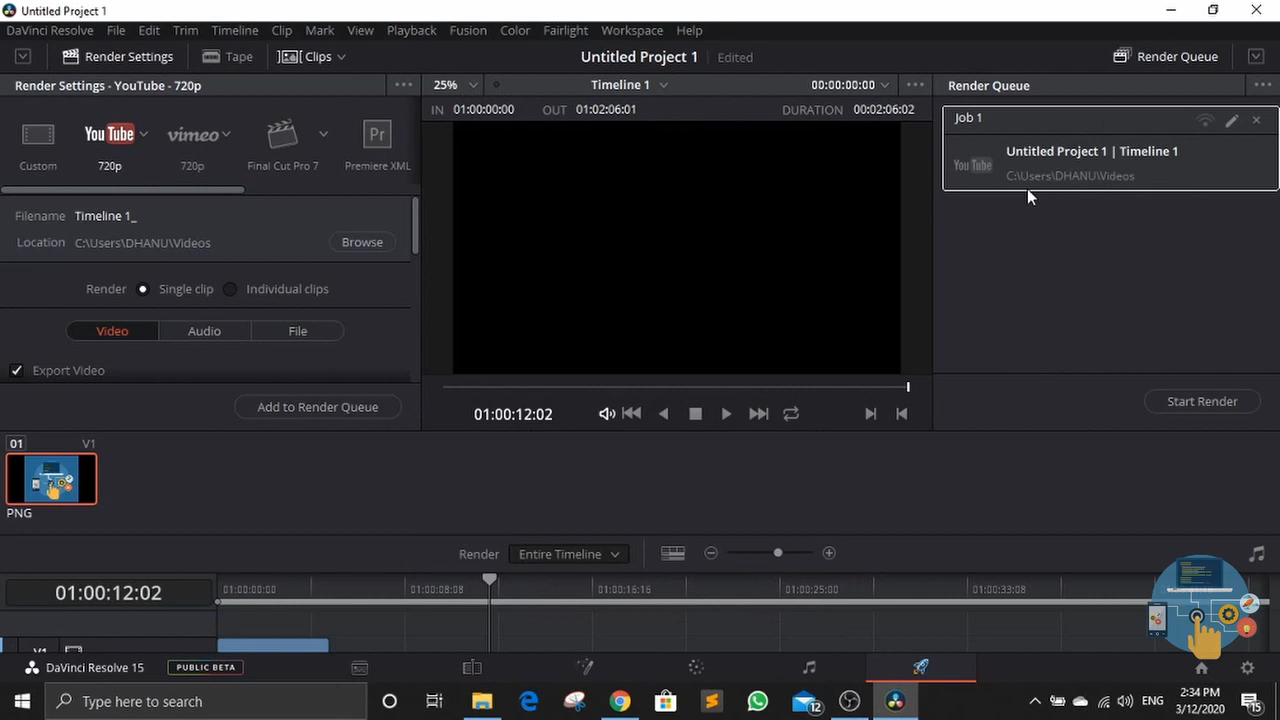 Untitled Project 1
DaVinci Resolve File Edit Trim Timeline Clip Mark View Playback Fusion Color Fairlight Workspace Help
Render Settings Tape Clips Untitled Project 1 Edited Render Queue
Render Settings - YouTube - 720p 25% Timeline 1 00:00:00:00 Render Queue
IN 01:00:00:00 OUT 01:02:06:01 DURATION 00:02:06:02
Job 1
You Tube vimeo Pr
Custom 720p 720p Final Cut Pro 7 Premiere XML
You Tube Untitled Project 1 | Timeline 1
C:\Users\DHANU\Videos
Filename Timeline 1_
Location C:\Users\DHANU\Videos Browse
Render Single clip Individual clips
Video Audio File
Export Video
Add to Render Queue 01:00:12:02 Start Render
01 V1
PNG
Render Entire Timeline
01:00:12:02 01:00:00:00 01:00:08:08 01:00:16:16 01:00:25:00 01:00:33:08
V1
DaVinci Resolve 15 PUBLIC BETA
Type here to search 12 ENG 2:34 PM
3/12/2020 15